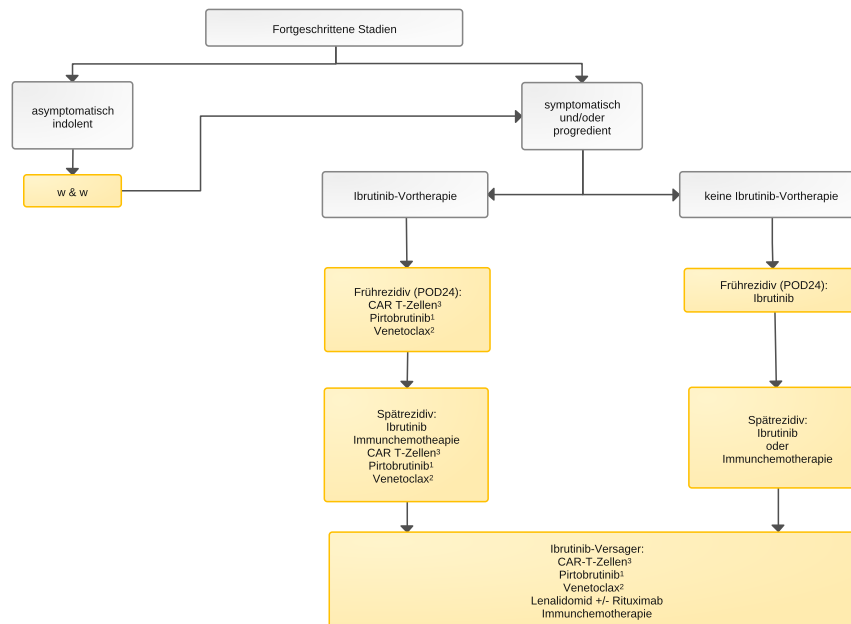 Fortgeschrittene Stadien
asymptomatisch
indolent
symptomatisch
und/oder
progredient
w & w
Ibrutinib-Vortherapie
keine Ibrutinib-Vortherapie
Frührezidiv (POD24):
CAR T-Zellen³
Pirtobrutinib¹
Venetoclax²
Frührezidiv (POD24):
Ibrutinib
Spätrezidiv:
Ibrutinib
Immunchemotheapie
CAR T-Zellen³
Pirtobrutinib¹
Venetoclax²
Spätrezidiv:
Ibrutinib
oder
Immunchemotherapie
Ibrutinib-Versager:
CAR-T-Zellen³
Pirtobrutinib¹
Venetoclax²
Lenalidomid +/- Rituximab
Immunchemotherapie